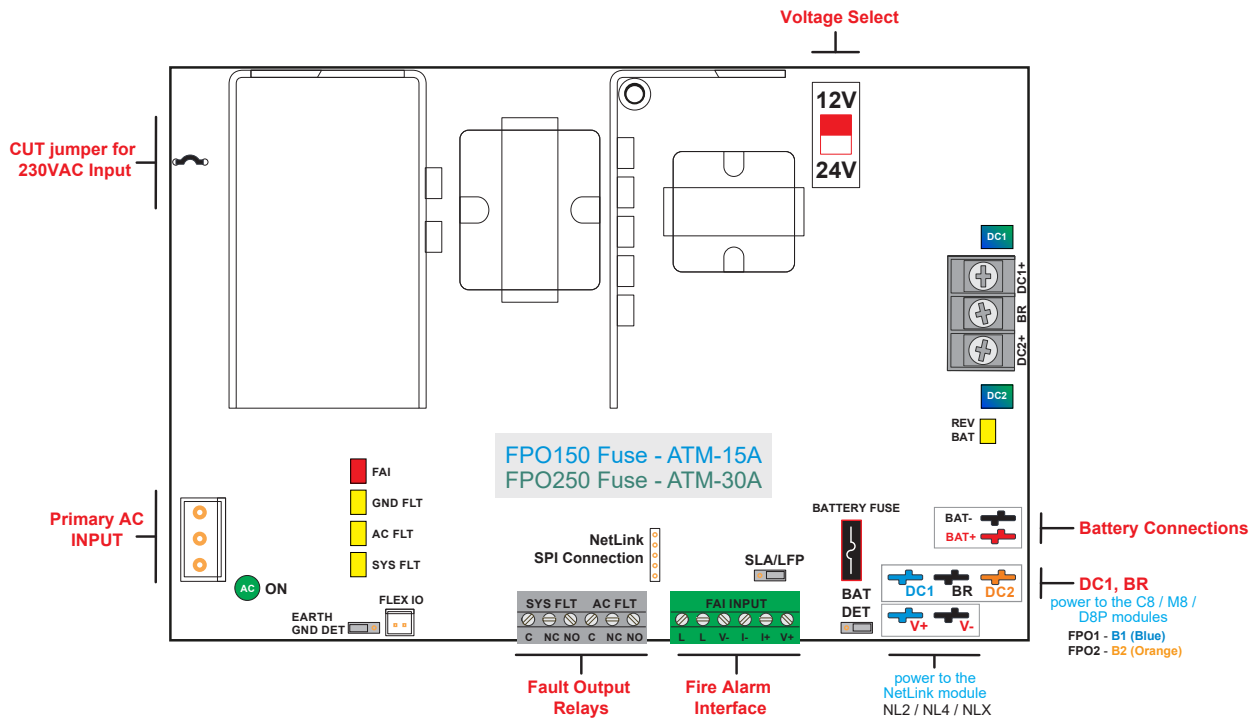 Voltage Select
12V
24V
CUT jumper for
230VAC Input
DC1
DC1+
BR
DC2+
DC2
REV
BAT
FPO150 Fuse - ATM-15A
FPO250 Fuse - ATM-30A
FAI
GND FLT
AC FLT
SYS FLT
Primary AC
INPUT
AC
ON
EARTH
GND DET
FLEX IO
NetLink
SPI Connection
SLA/LFP
BATTERY FUSE
BAT
DET
BAT-
BAT+
Battery Connections
DC1
BR
DC2
V+
V-
DC1, BR
power to the C8 / M8 /
D8P modules
FPO1 - B1 (Blue)
FPO2 - B2 (Orange)
SYS FLT AC FLT
C NC NO C NC NO
FAI INPUT
L L V- I- I+ V+
Fault Output
Relays
Fire Alarm
Interface
power to the
NetLink module
NL2 / NL4 / NLX